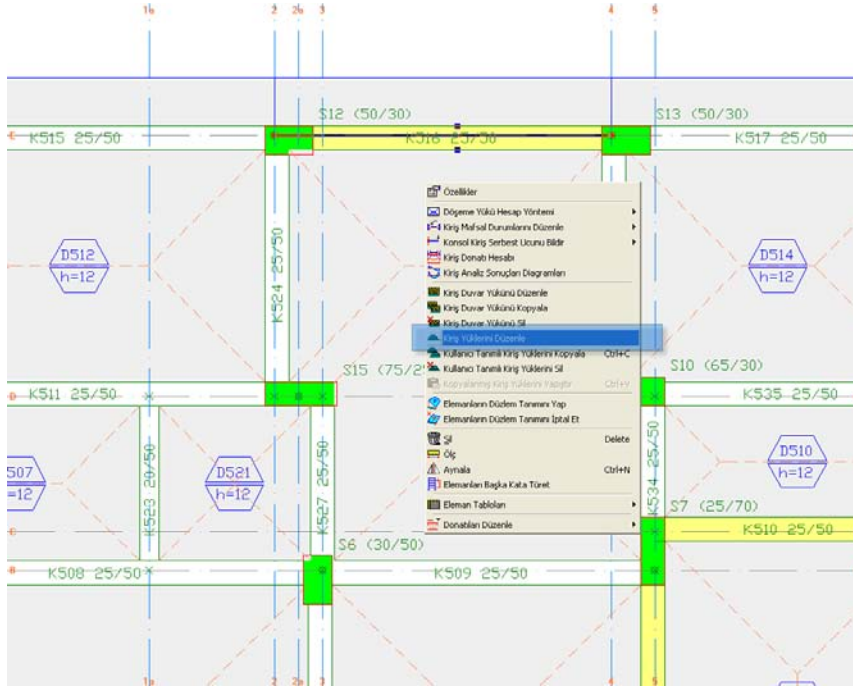 1a 2 2a 3 4 5
S12 (50/30)
S13 (50/30)
E K515 25/50
K516 25/50
K517 25/50
Özellikler
Döşeme Yükü Hesap Yöntemi
Kiriş Mafsal Durumlarını Düzenle
Konsol Kiriş Serbest Ucunu Bildir
Kiriş Donatı Hesabı
Kiriş Analiz Sonuçları Diagramları
Kiriş Duvar Yükünü Düzenle
Kiriş Duvar Yükünü Kopyala
Kiriş Duvar Yükünü Sil
Kiriş Yüklerini Düzenle
Kullanıcı Tanımlı Kiriş Yüklerini Kopyala Ctrl+C
Kullanıcı Tanımlı Kiriş Yüklerini Sil
Kopyalanmış Kiriş Yüklerini Yapıştır Ctrl+V
Elemanların Düzlem Tanımını Yap
Elemanların Düzlem Tanımını İptal Et
Sil Delete
Ölç
Aynala Ctrl+N
Elemanları Başka Kata Türet
Eleman Tabloları
Donatıları Düzenle
D512
h=12
K524 25/50
D514
h=12
S15 (75/2
S10 (65/30)
D K511 25/50
K535 25/50
507
=12
K523 20/50
D521
h=12
K527 25/50
K534 25/50
D510
h=12
S7 (25/70)
C
K510 25/50
S6 (30/50)
B K508 25/50
K509 25/50
1a 2 2a 3 4 5